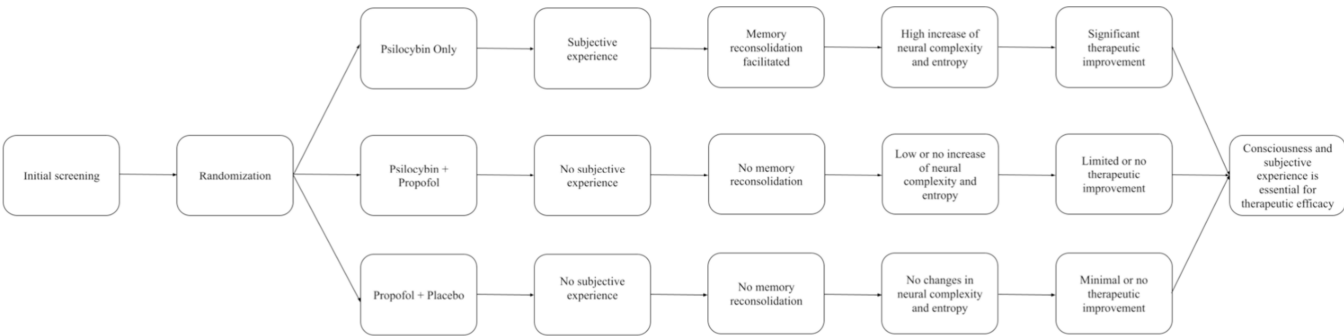 Initial screening
Randomization
Psilocybin Only
Subjective
experience
Memory
reconsolidation
facilitated
High increase of
neural complexity
and entropy
Significant
therapeutic
improvement
Psilocybin +
Propofol
No subjective
experience
No memory
reconsolidation
Low or no increase
of neural
complexity and
entropy
Limited or no
therapeutic
improvement
Propofol + Placebo
No subjective
experience
No memory
reconsolidation
No changes in
neural complexity
and entropy
Minimal or no
therapeutic
improvement
Consciousness and
subjective
experience is
essential for
therapeutic efficacy